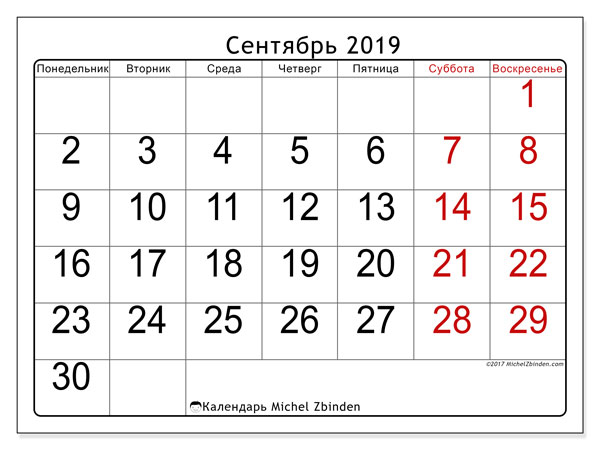 Сентябрь 2019
Понедельник Вторник Среда Четверг Пятница Суббота Воскресенье
1
2 3 4 5 6 7 8
9 10 11 12 13 14 15
16 17 18 19 20 21 22
23 24 25 26 27 28 29
30
©2017 MichelZbinden.com
Календарь Michel Zbinden